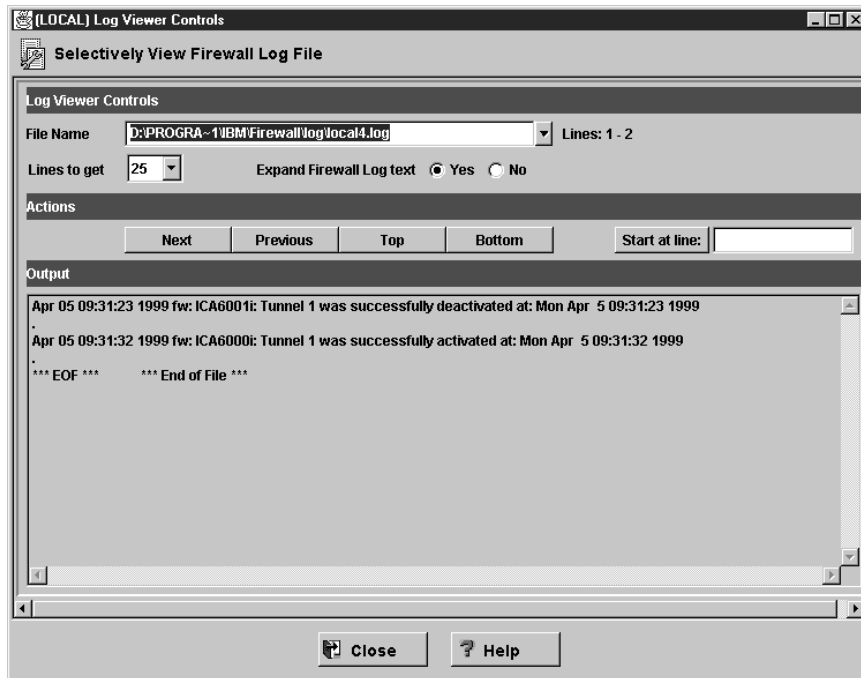 (LOCAL) Log Viewer Controls
Selectively View Firewall Log File
Log Viewer Controls
File Name D:\PROGRA~1\IBM\Firewall\log\local4.log Lines: 1 - 2
Lines to get 25 Expand Firewall Log text Yes No
Actions
Next Previous Top Bottom Start at line:
Output
Apr 05 09:31:23 1999 fw: ICA6001i: Tunnel 1 was successfully deactivated at: Mon Apr  5 09:31:23 1999
.
Apr 05 09:31:32 1999 fw: ICA6000i: Tunnel 1 was successfully activated at: Mon Apr  5 09:31:32 1999
.
*** EOF *** *** End of File ***
Close ? Help